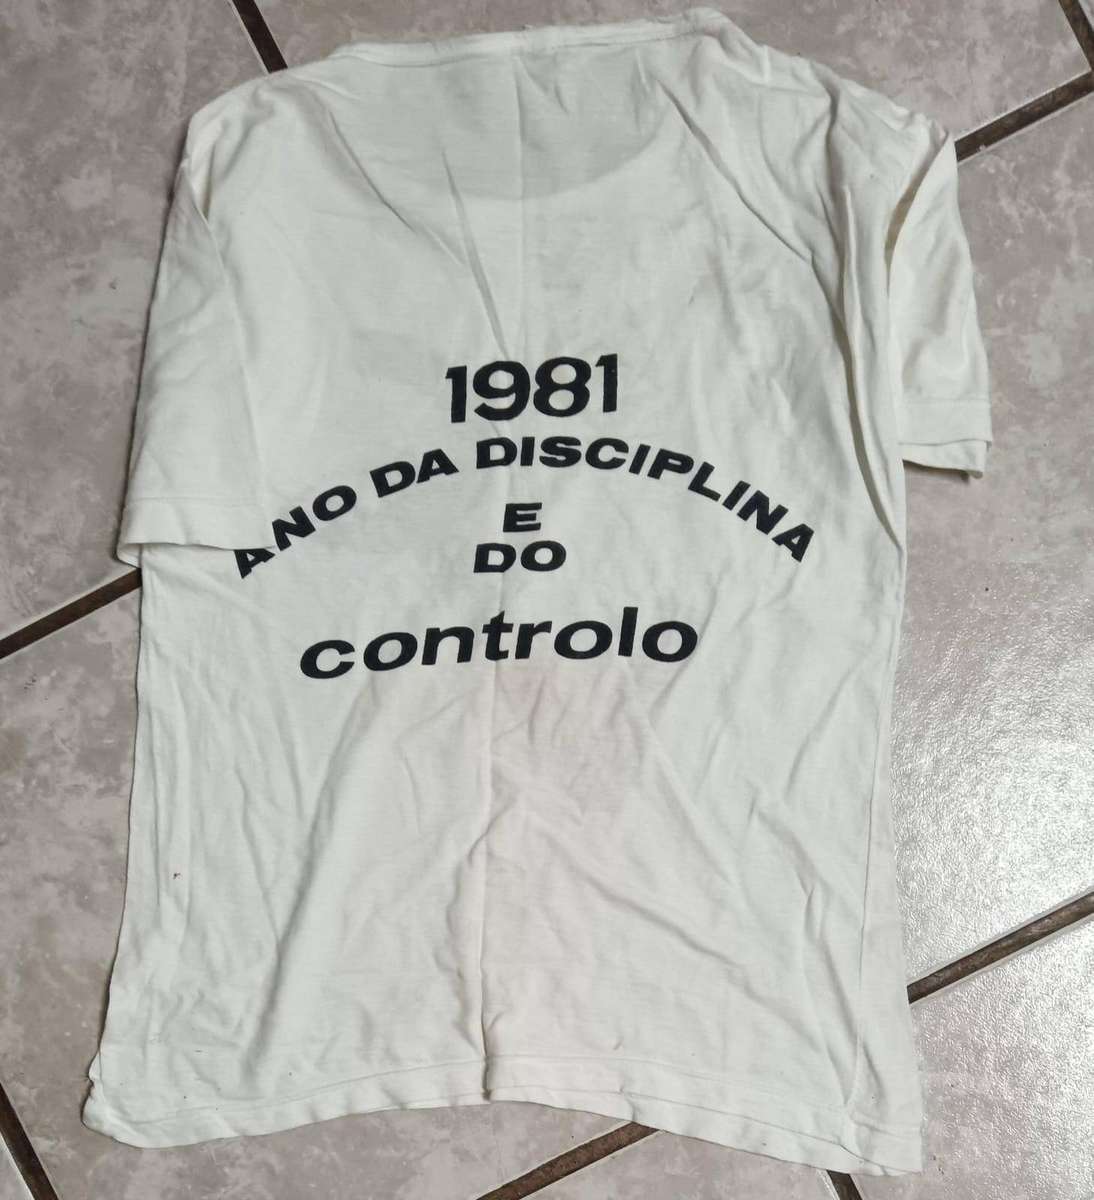 1981
ANO DA DISCIPLINA
E
DO
controlo